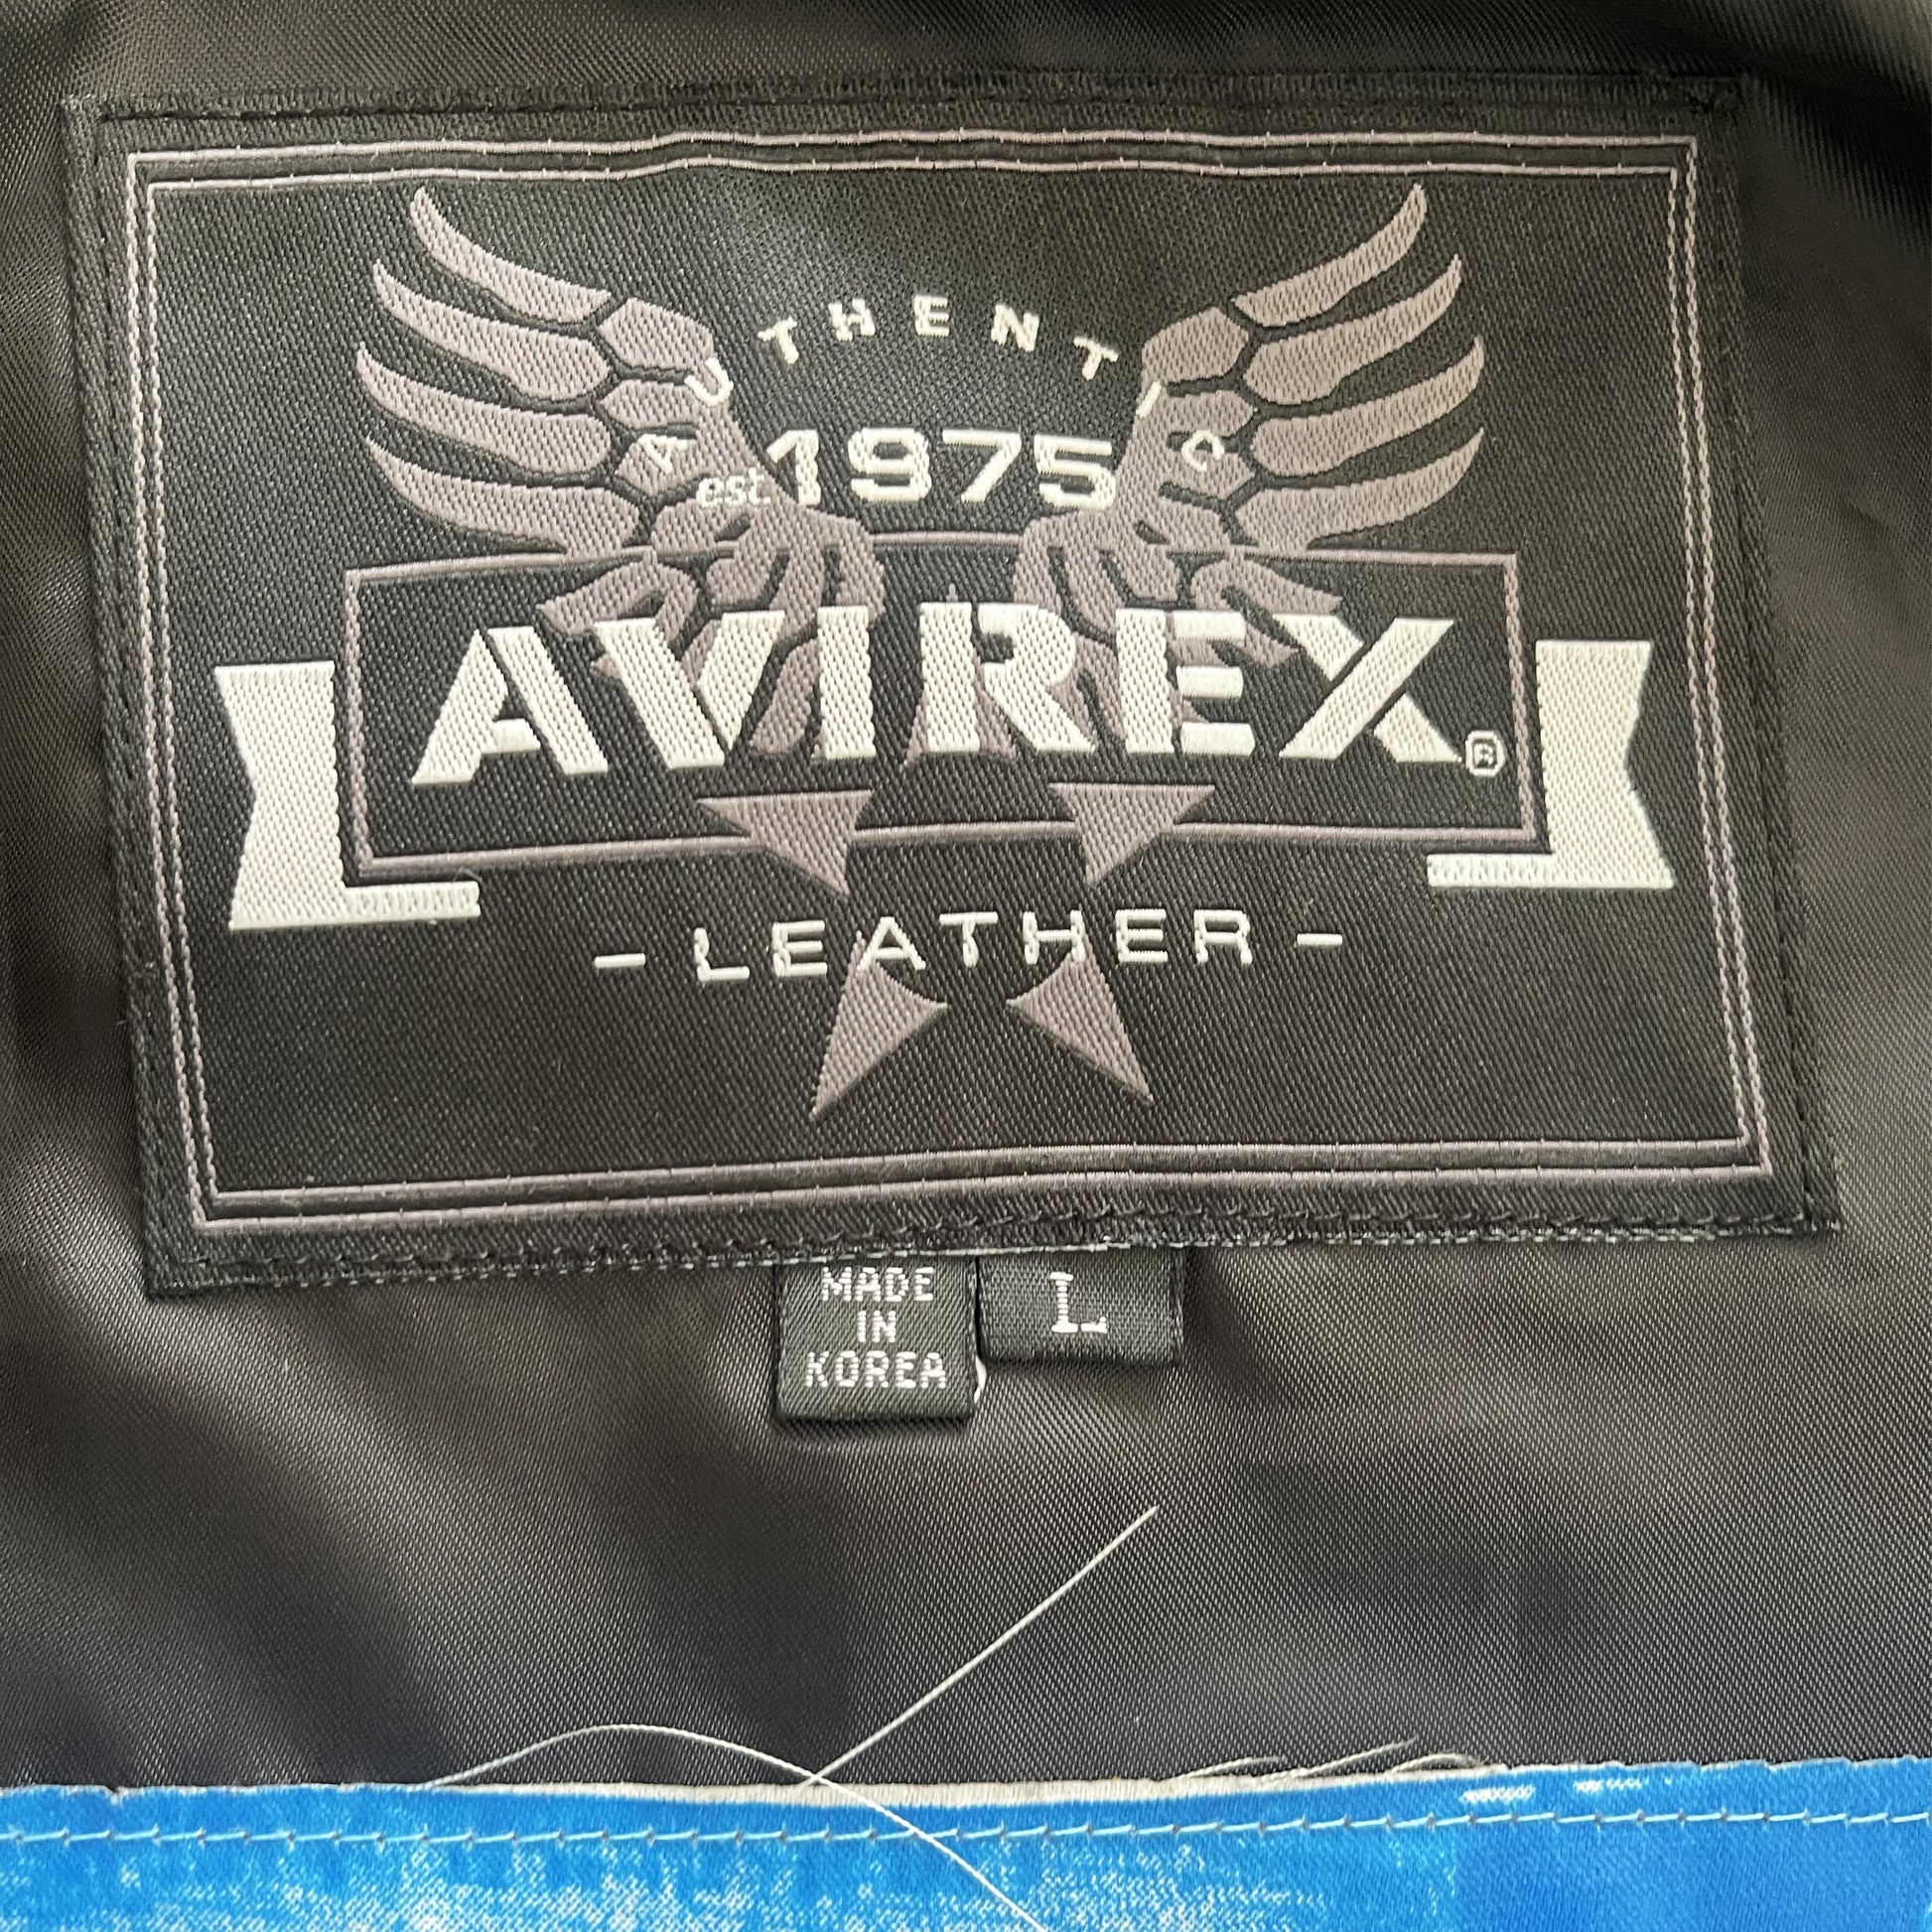 AUTHENTIC
est. 1975
AVIREX®
- LEATHER -
MADE
IN
KOREA
L